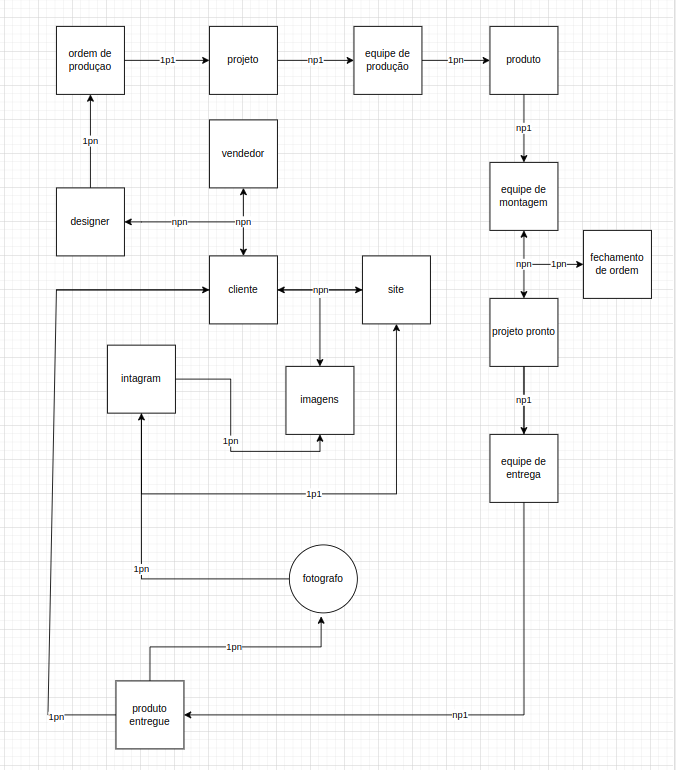 ordem de
produçao
1p1
projeto
np1
equipe de
produção
1pn
produto
np1
1pn
vendedor
equipe de
montagem
designer
npn
npn
fechamento
de ordem
npn
1pn
cliente
npn
site
projeto pronto
intagram
imagens
np1
1pn
equipe de
entrega
1p1
1pn
fotografo
1pn
produto
entregue
1pn
np1